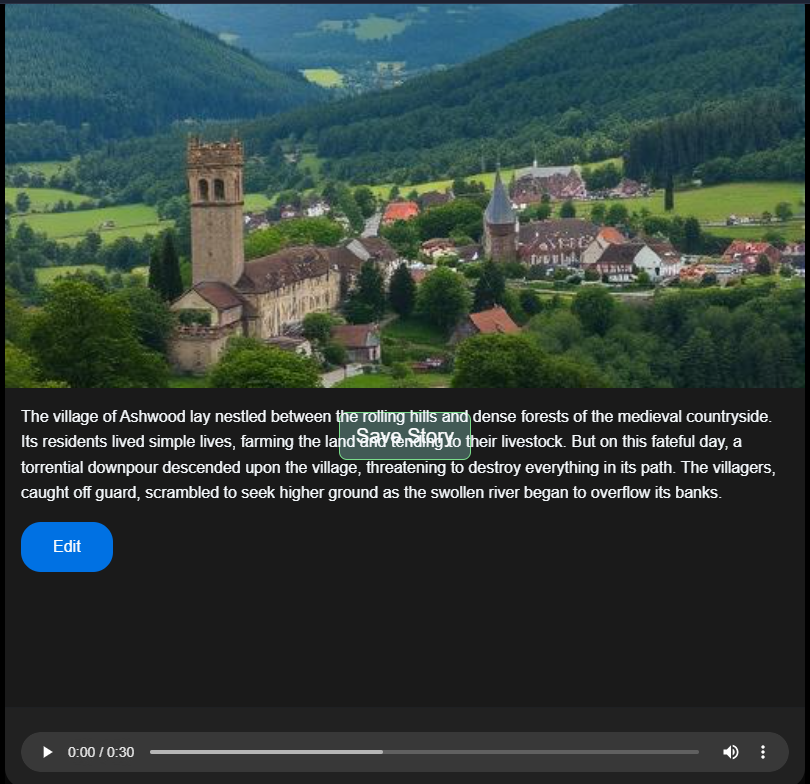 The village of Ashwood lay nestled between the rolling hills and dense forests of the medieval countryside.
Its residents lived simple lives, farming the land and tending to their livestock. But on this fateful day, a
Save Story
torrential downpour descended upon the village, threatening to destroy everything in its path. The villagers,
caught off guard, scrambled to seek higher ground as the swollen river began to overflow its banks.
Edit
0:00 / 0:30